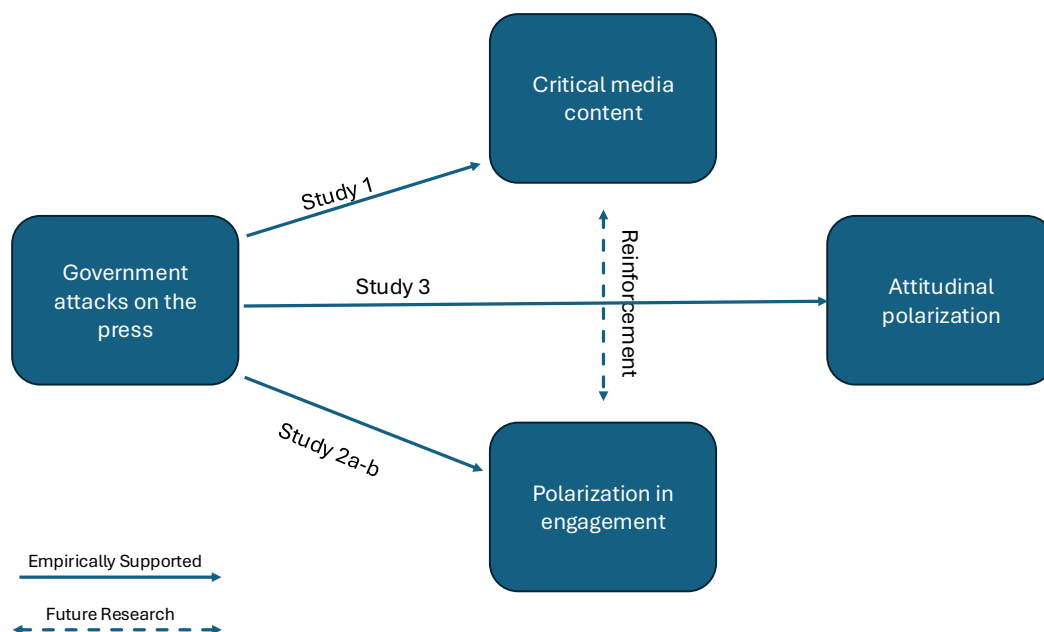 Critical media
content
Study 1
Government
attacks on the
press
Study 3
Reinforcement
Attitudinal
polarization
Study 2a-b
Polarization in
engagement
Empirically Supported
Future Research